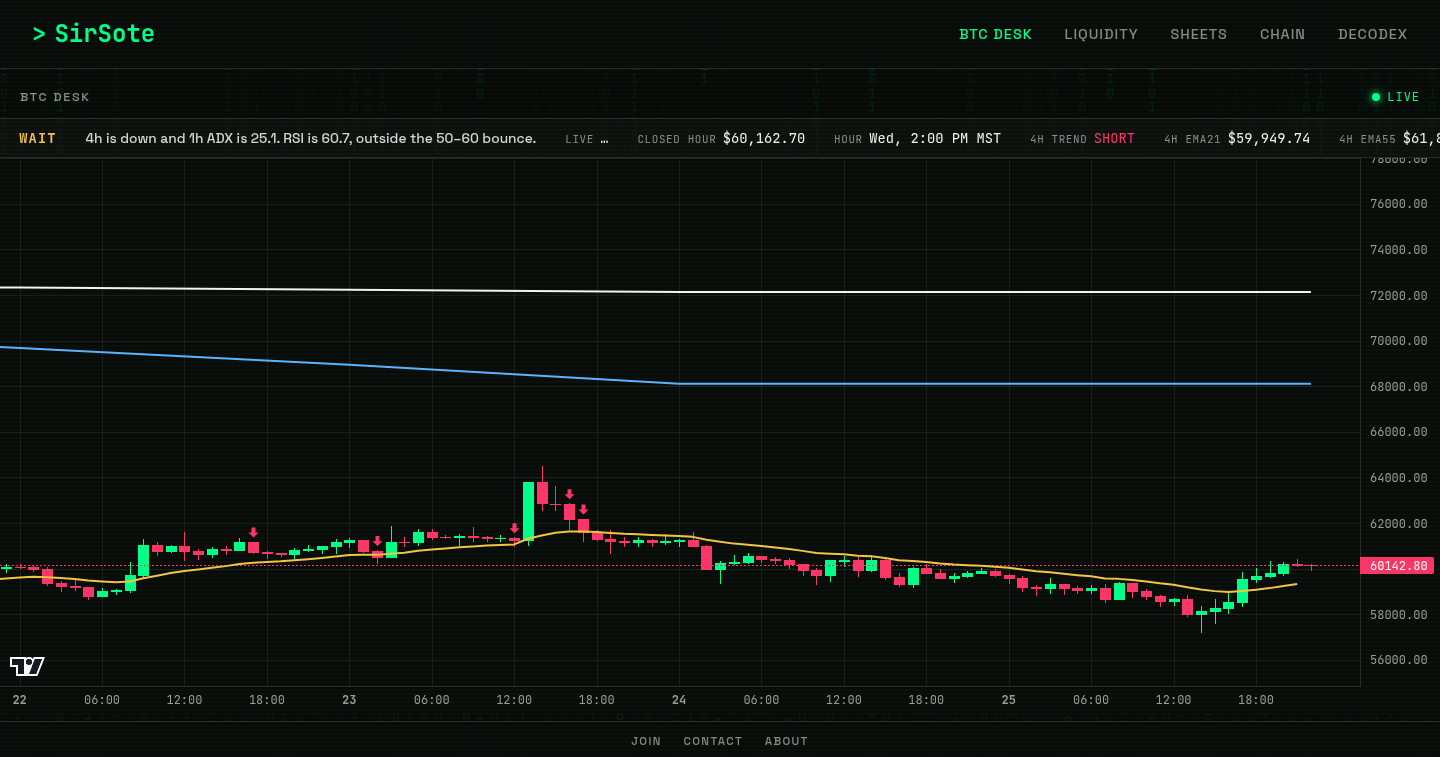 > SirSote
BTC DESK LIQUIDITY SHEETS CHAIN DECODEX
BTC DESK
LIVE
WAIT 4h is down and 1h ADX is 25.1. RSI is 60.7, outside the 50–60 bounce. LIVE … CLOSED HOUR $60,162.70 HOUR Wed, 2:00 PM MST 4H TREND SHORT 4H EMA21 $59,949.74 4H EMA55 $61,8
78000.00
76000.00
74000.00
72000.00
70000.00
68000.00
66000.00
64000.00
62000.00
60142.80
58000.00
56000.00
22 06:00 12:00 18:00 23 06:00 12:00 18:00 24 06:00 12:00 18:00 25 06:00 12:00 18:00
JOIN CONTACT ABOUT